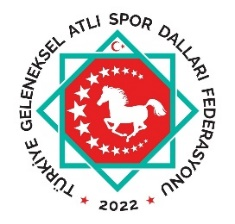 TÜRKİYE GELENEKSEL ATLI SPOR DALLARI FEDERASYONU
2022